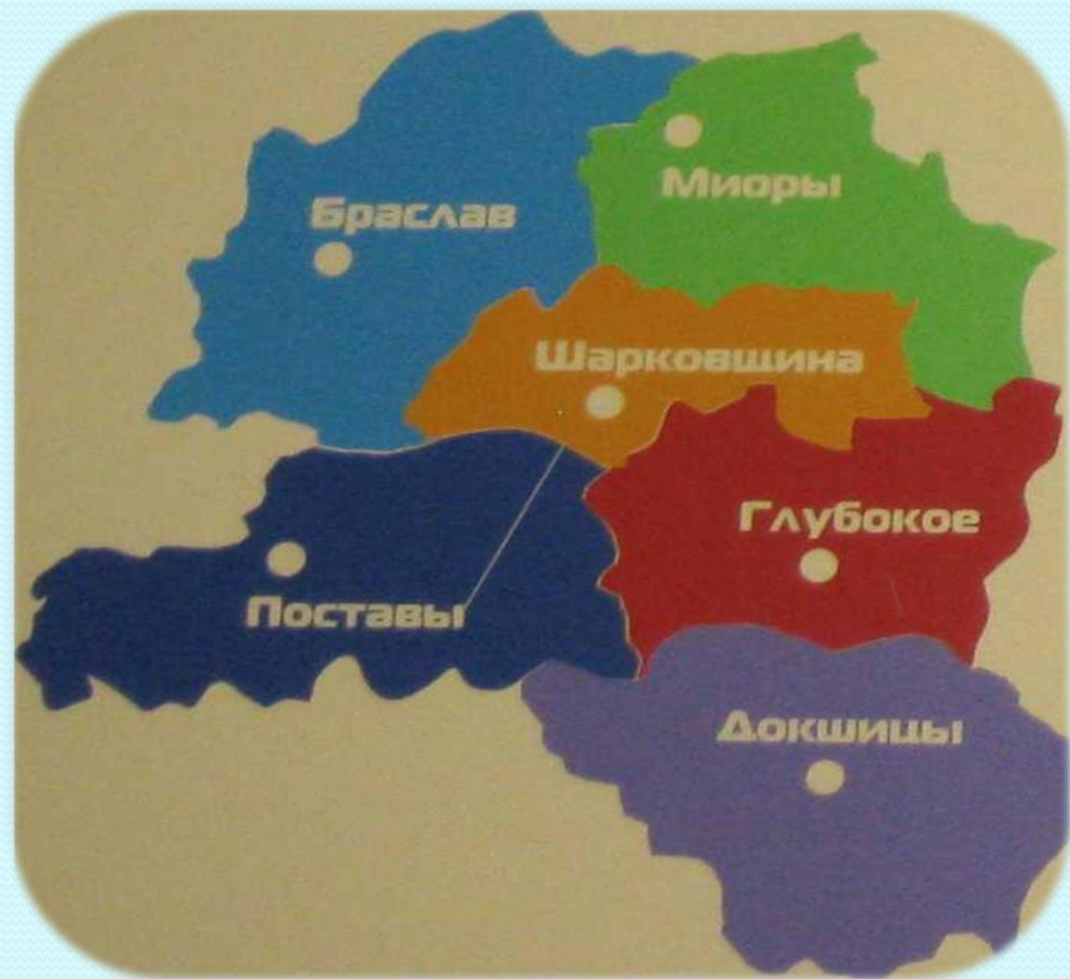 Миоры
Браслав
Шарковщина
Глубокое
Поставы
Докшицы